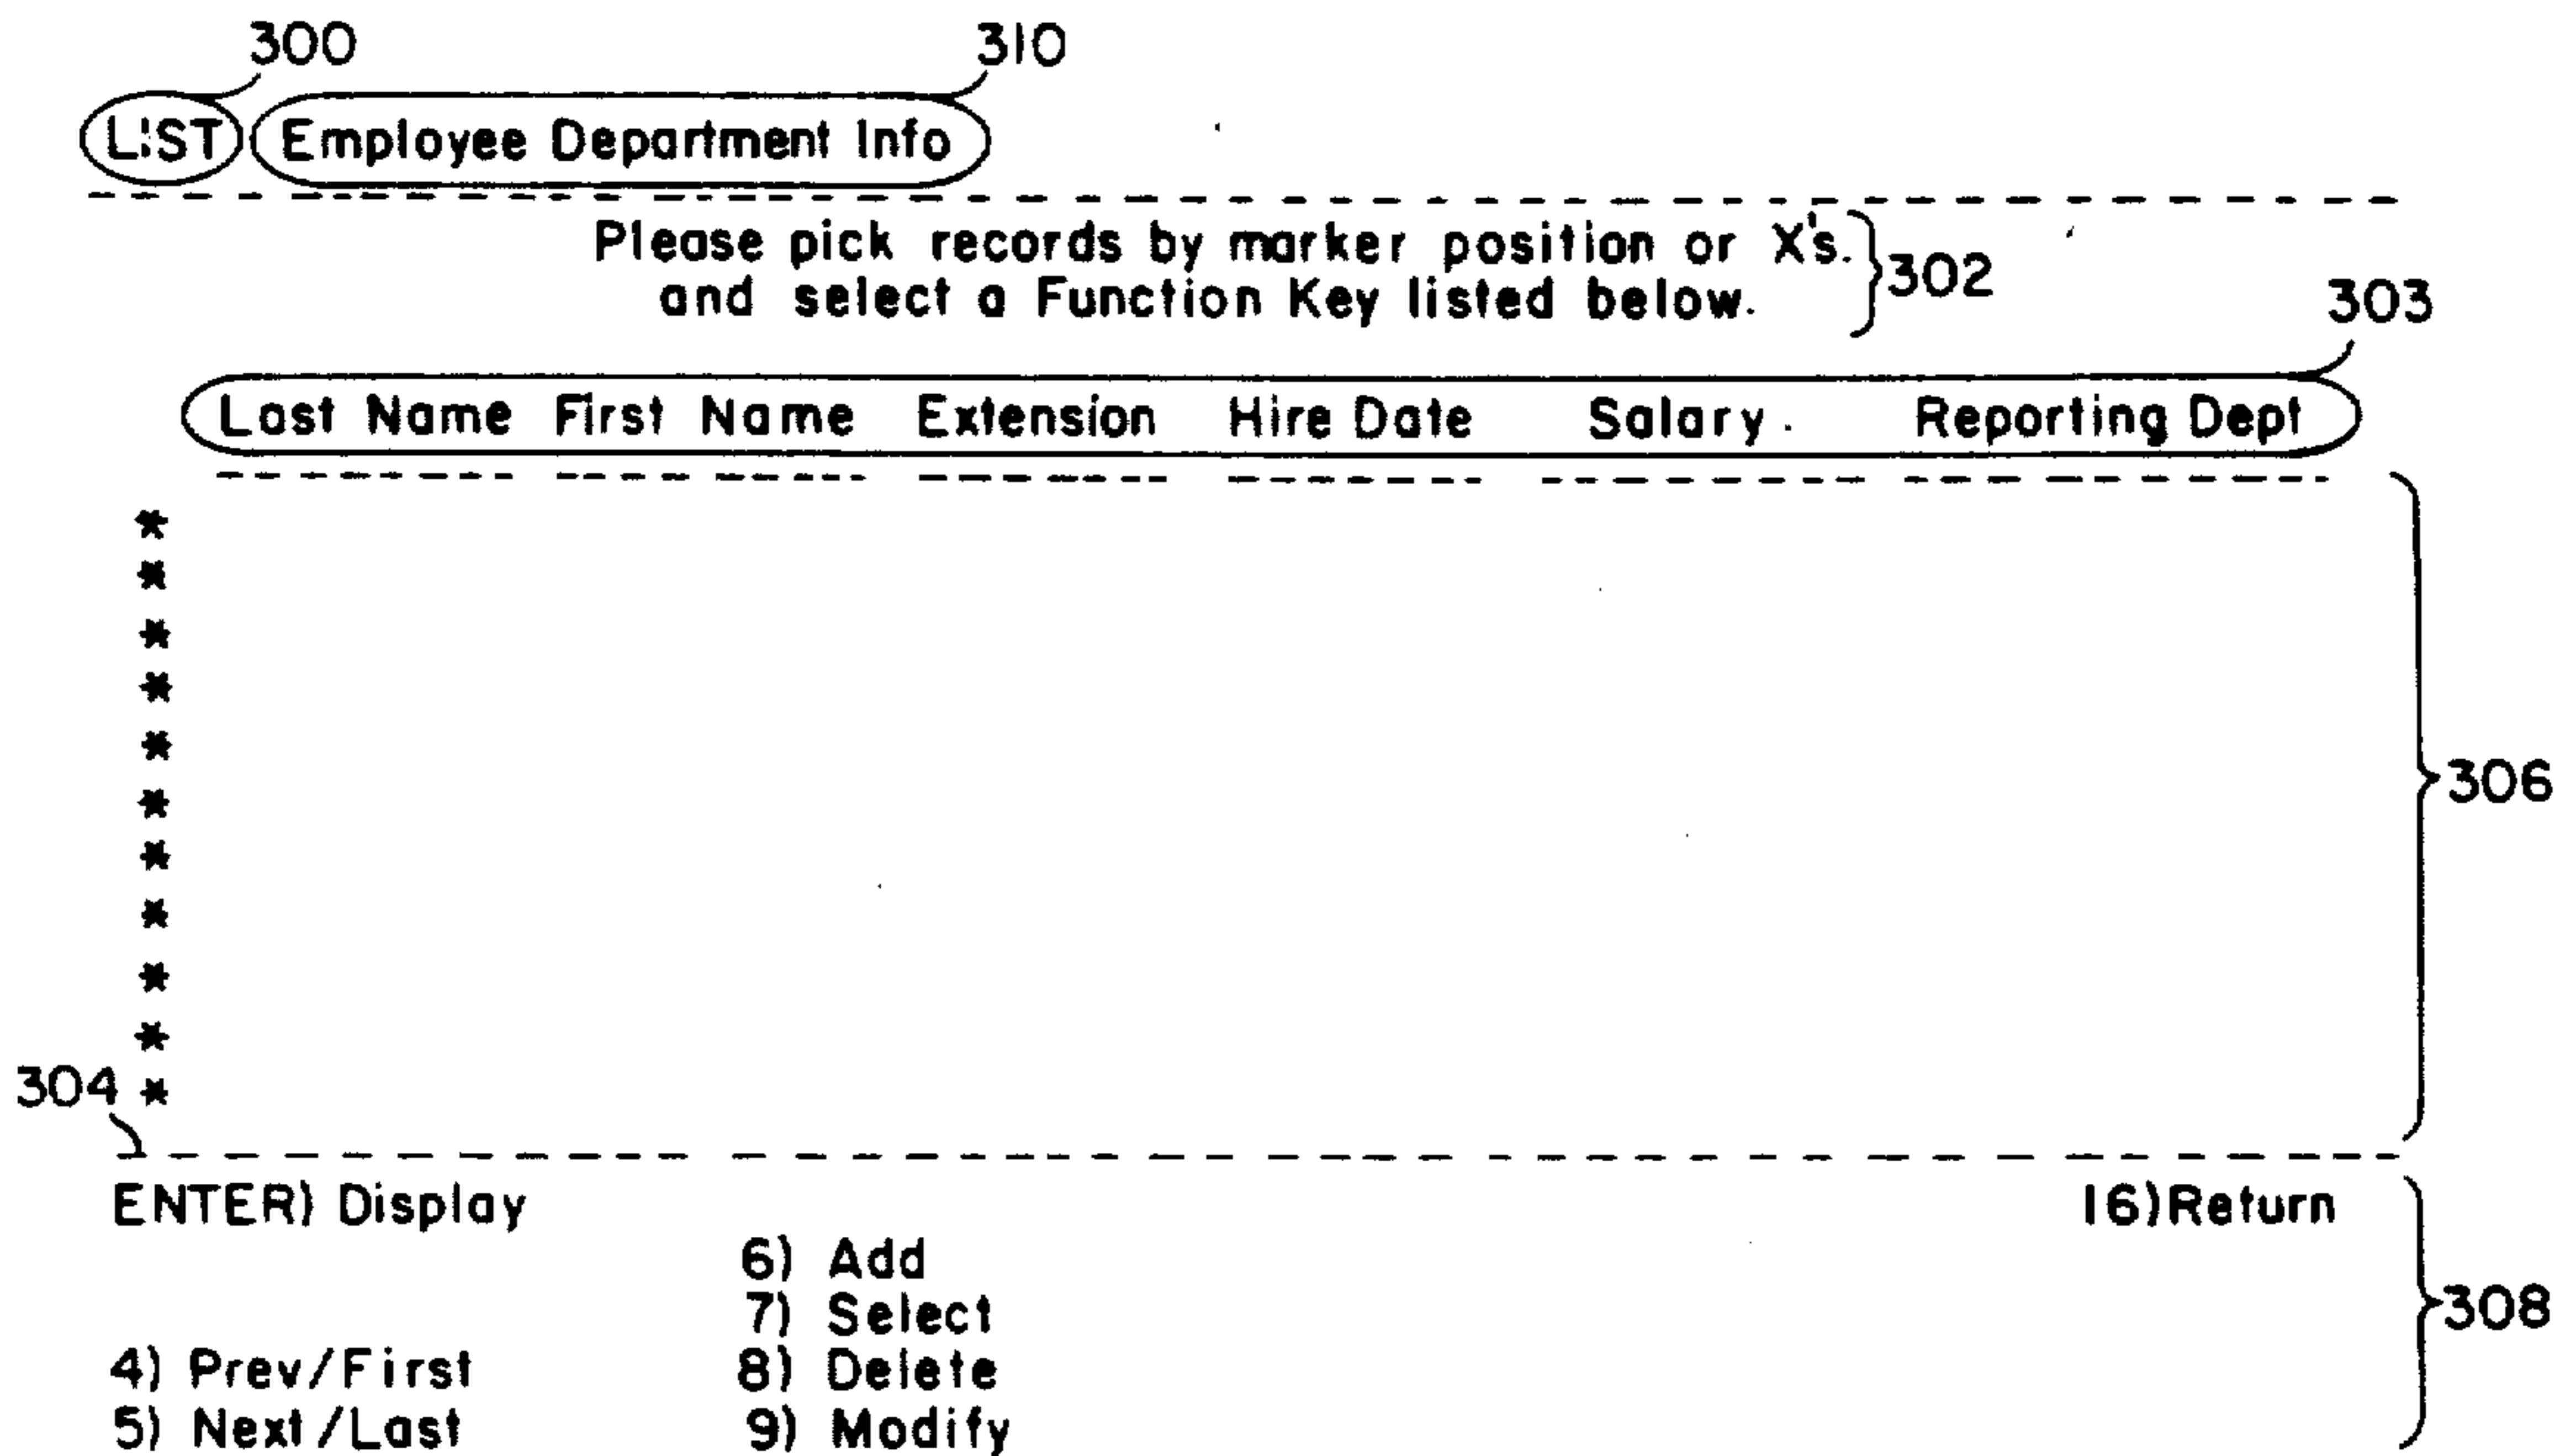 300 310
LIST Employee Department Info
Please pick records by marker position or X's.
and select a Function Key listed below.
302
303
Last Name First Name Extension Hire Date Salary Reporting Dept
*
*
*
*
*
*
*
*
*
*
*
306
304
ENTER) Display 16) Return
6) Add
7) Select
308
4) Prev/First 8) Delete
5) Next/Last 9) Modify